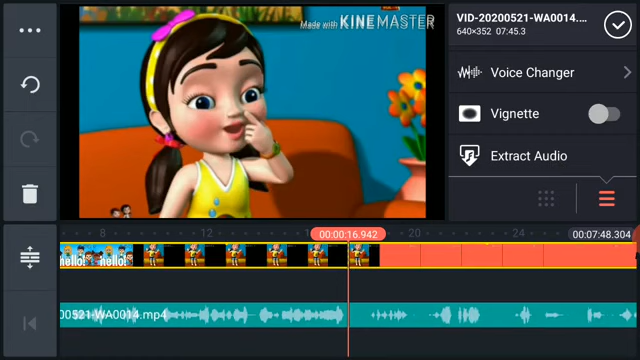 Made with KINEMASTER
VID-20200521-WA0014....
640×352 07:45.3
Voice Changer
Vignette
Extract Audio
8
12
00:00:16.942
20
24
00:07:48.304
hello!
hello!
00521-WA0014.mp4